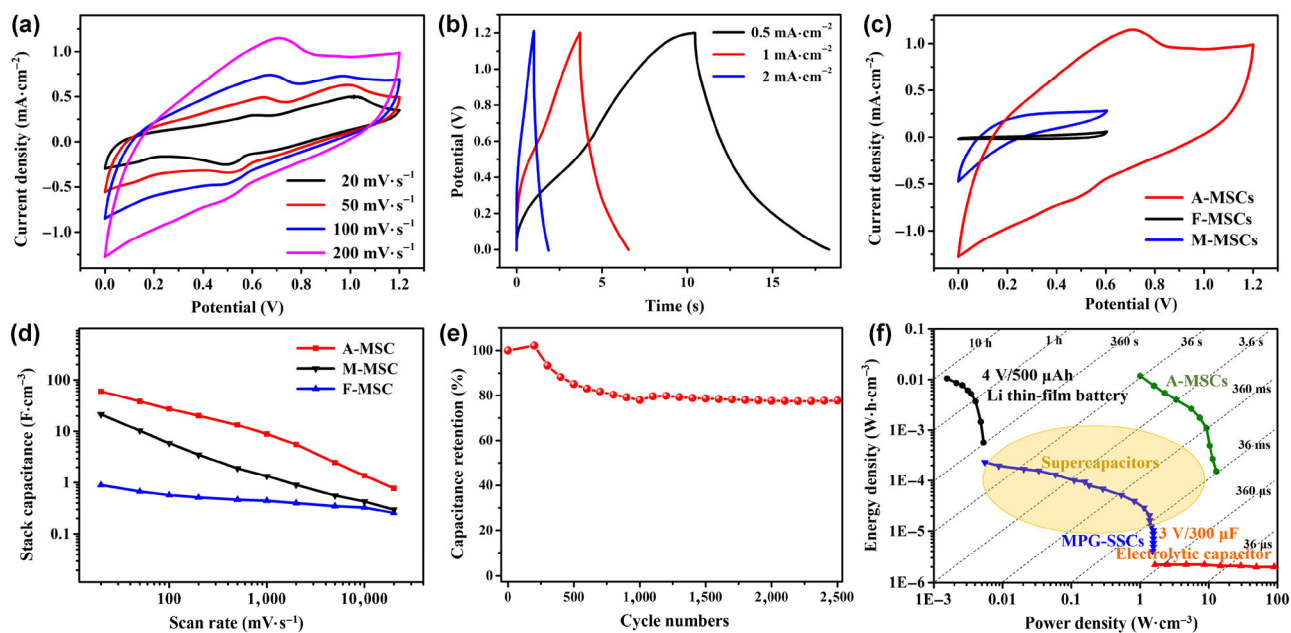 (a)
Current density (mA·cm⁻²)
1.0
0.5
0.0
−0.5
−1.0
20 mV·s⁻¹
50 mV·s⁻¹
100 mV·s⁻¹
200 mV·s⁻¹
0.0 0.2 0.4 0.6 0.8 1.0 1.2
Potential (V)
(b)
Potential (V)
1.2
0.9
0.6
0.3
0.0
0.5 mA·cm⁻²
1 mA·cm⁻²
2 mA·cm⁻²
0 5 10 15
Time (s)
(c)
Current density (mA·cm⁻²)
1.0
0.5
0.0
−0.5
−1.0
A-MSCs
F-MSCs
M-MSCs
0.0 0.2 0.4 0.6 0.8 1.0 1.2
Potential (V)
(d)
Stack capacitance (F·cm⁻³)
100
10
1
0.1
A-MSC
M-MSC
F-MSC
100 1,000 10,000
Scan rate (mV·s⁻¹)
(e)
Capacitance retention (%)
100
80
60
40
20
0
0 500 1,000 1,500 2,000 2,500
Cycle numbers
(f)
Energy density (W·h·cm⁻³)
0.1
0.01
1E−3
1E−4
1E−5
1E−6
10 h
1 h
360 s
36 s
3.6 s
360 ms
36 ms
360 μs
36 μs
4 V/500 μAh
Li thin-film battery
A-MSCs
Supercapacitors
MPG-SSCs
3 V/300 μF
Electrolytic capacitor
1E−3 0.01 0.1 1 10 100
Power density (W·cm⁻³)